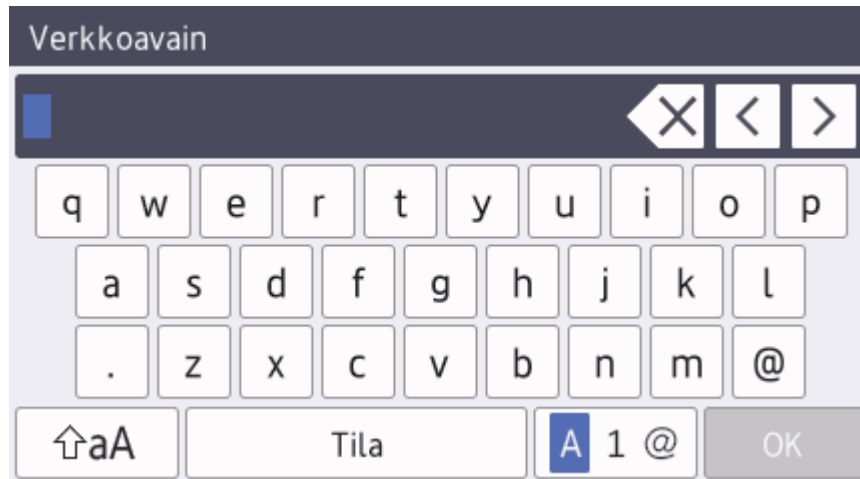 Verkkoavain
q w e r t y u i o p
a s d f g h j k l
. z x c v b n m @
aA Tila A 1 @ OK